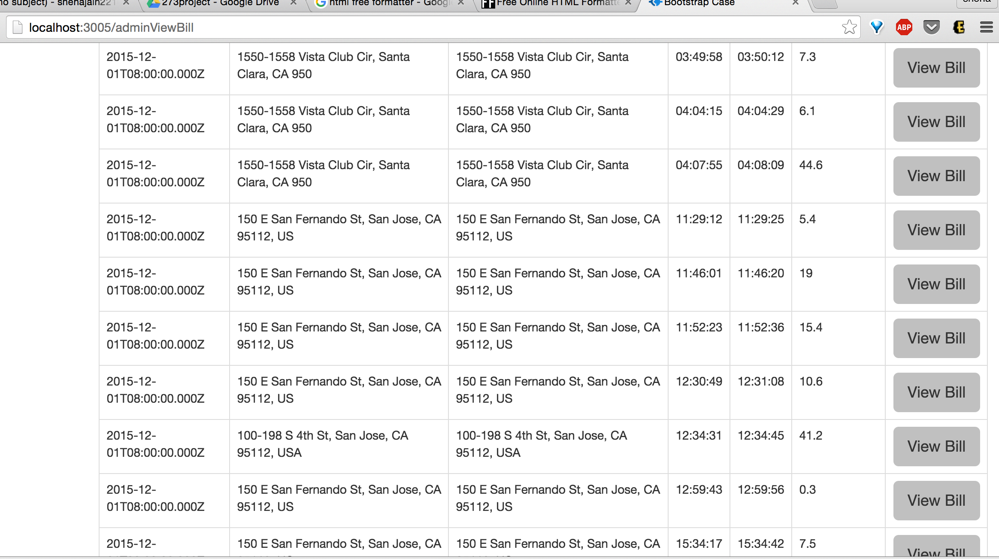 no subject) - shenajain221
273project - Google Drive
html free formatter - Googl
FF Free Online HTML Formatte
Bootstrap Case
shena
localhost:3005/adminViewBill
ABP
E
2015-12- 1550-1558 Vista Club Cir, Santa 1550-1558 Vista Club Cir, Santa 03:49:58 03:50:12 7.3 View Bill
01T08:00:00.000Z Clara, CA 950 Clara, CA 950
2015-12- 1550-1558 Vista Club Cir, Santa 1550-1558 Vista Club Cir, Santa 04:04:15 04:04:29 6.1 View Bill
01T08:00:00.000Z Clara, CA 950 Clara, CA 950
2015-12- 1550-1558 Vista Club Cir, Santa 1550-1558 Vista Club Cir, Santa 04:07:55 04:08:09 44.6 View Bill
01T08:00:00.000Z Clara, CA 950 Clara, CA 950
2015-12- 150 E San Fernando St, San Jose, CA 150 E San Fernando St, San Jose, CA 11:29:12 11:29:25 5.4 View Bill
01T08:00:00.000Z 95112, US 95112, US
2015-12- 150 E San Fernando St, San Jose, CA 150 E San Fernando St, San Jose, CA 11:46:01 11:46:20 19 View Bill
01T08:00:00.000Z 95112, US 95112, US
2015-12- 150 E San Fernando St, San Jose, CA 150 E San Fernando St, San Jose, CA 11:52:23 11:52:36 15.4 View Bill
01T08:00:00.000Z 95112, US 95112, US
2015-12- 150 E San Fernando St, San Jose, CA 150 E San Fernando St, San Jose, CA 12:30:49 12:31:08 10.6 View Bill
01T08:00:00.000Z 95112, US 95112, US
2015-12- 100-198 S 4th St, San Jose, CA 100-198 S 4th St, San Jose, CA 12:34:31 12:34:45 41.2 View Bill
01T08:00:00.000Z 95112, USA 95112, USA
2015-12- 150 E San Fernando St, San Jose, CA 150 E San Fernando St, San Jose, CA 12:59:43 12:59:56 0.3 View Bill
01T08:00:00.000Z 95112, US 95112, US
2015-12- 150 E San Fernando St, San Jose, CA 150 E San Fernando St, San Jose, CA 15:34:17 15:34:42 7.5 View Bill